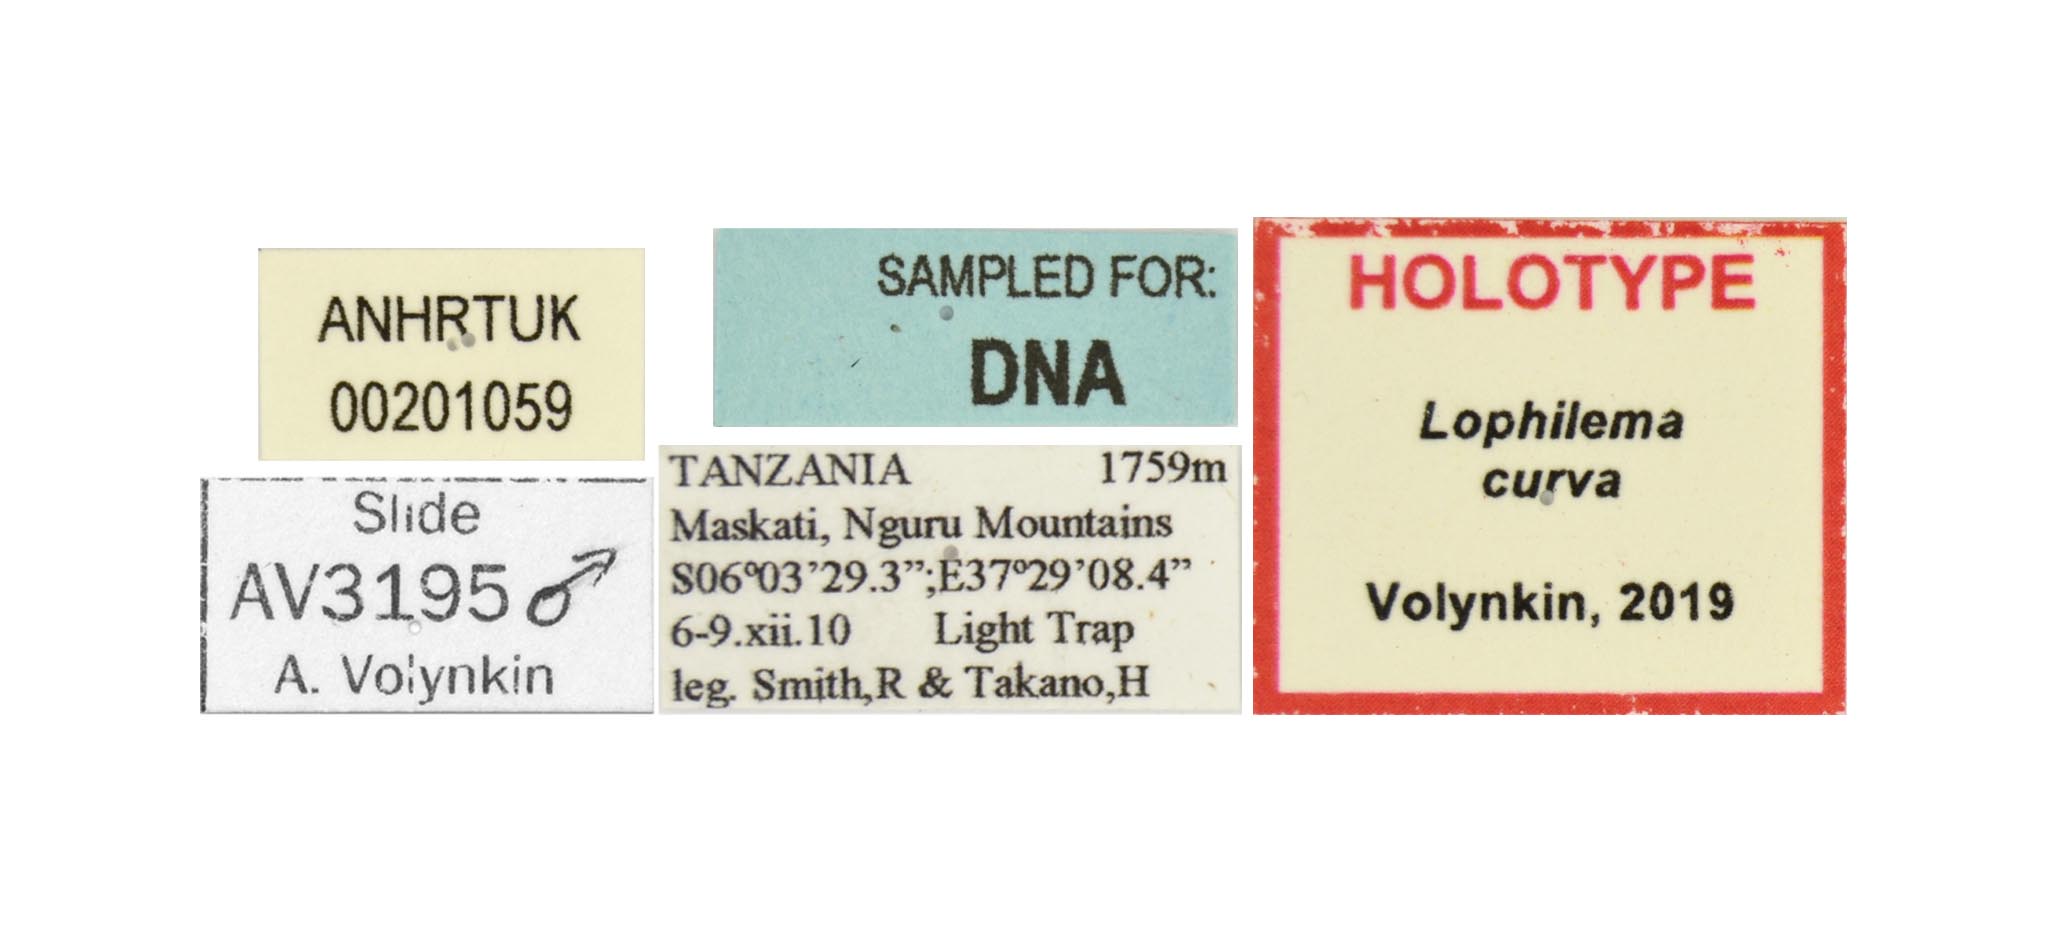 ANHRTUK
00201059
Slide
AV3195♂
A. Volynkin
SAMPLED FOR:
DNA
TANZANIA 1759m
Maskati, Nguru Mountains
S06º03’29.3”;E37º29’08.4”
6-9.xii.10 Light Trap
leg. Smith,R & Takano,H
HOLOTYPE
Lophilema
curva
Volynkin, 2019